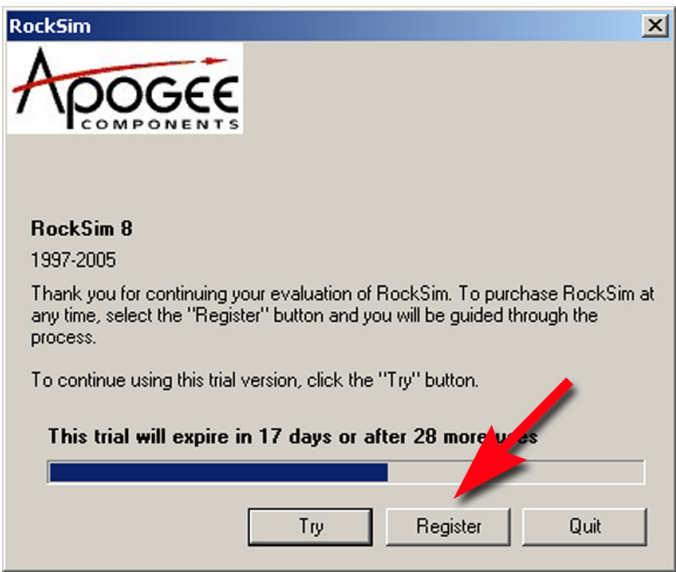 RockSim
APOGEE
COMPONENTS
RockSim 8
1997-2005
Thank you for continuing your evaluation of RockSim. To purchase RockSim at
any time, select the "Register" button and you will be guided through the
process.
To continue using this trial version, click the "Try" button.
This trial will expire in 17 days or after 28 more uses
Try
Register
Quit